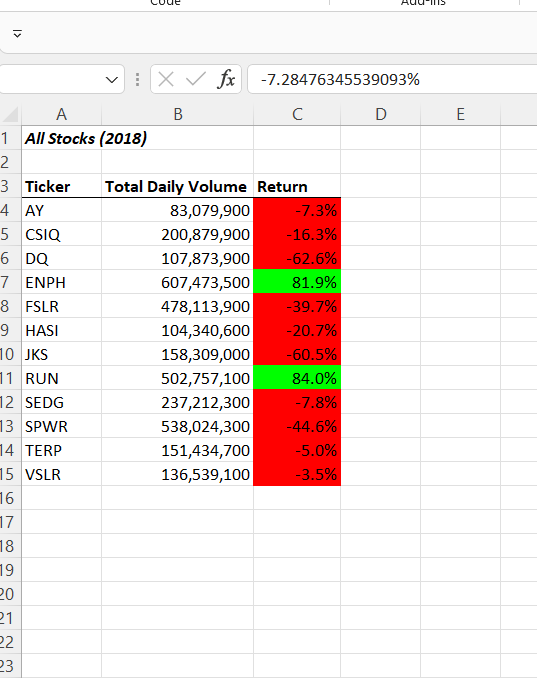 Code Add-ins
fx -7.28476345539093%
A B C D E
1 All Stocks (2018)
2
3 Ticker Total Daily Volume Return
4 AY 83,079,900 -7.3%
5 CSIQ 200,879,900 -16.3%
6 DQ 107,873,900 -62.6%
7 ENPH 607,473,500 81.9%
8 FSLR 478,113,900 -39.7%
9 HASI 104,340,600 -20.7%
10 JKS 158,309,000 -60.5%
11 RUN 502,757,100 84.0%
12 SEDG 237,212,300 -7.8%
13 SPWR 538,024,300 -44.6%
14 TERP 151,434,700 -5.0%
15 VSLR 136,539,100 -3.5%
16
17
18
19
20
21
22
23